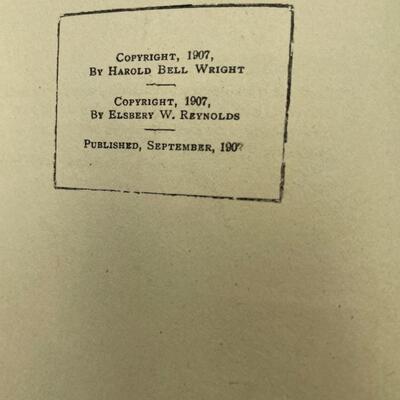 COPYRIGHT, 1907,
BY HAROLD BELL WRIGHT
COPYRIGHT, 1907,
BY ELSBERY W. REYNOLDS
PUBLISHED, SEPTEMBER, 1907